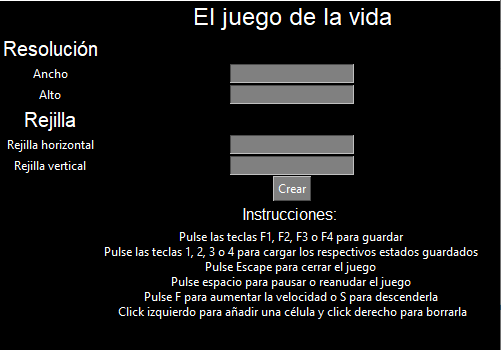 El juego de la vida
Resolución
Ancho
Alto
Rejilla
Rejilla horizontal
Rejilla vertical
Crear
Instrucciones:
Pulse las teclas F1, F2, F3 o F4 para guardar
Pulse las teclas 1, 2, 3 o 4 para cargar los respectivos estados guardados
Pulse Escape para cerrar el juego
Pulse espacio para pausar o reanudar el juego
Pulse F para aumentar la velocidad o S para descenderla
Click izquierdo para añadir una célula y click derecho para borrarla